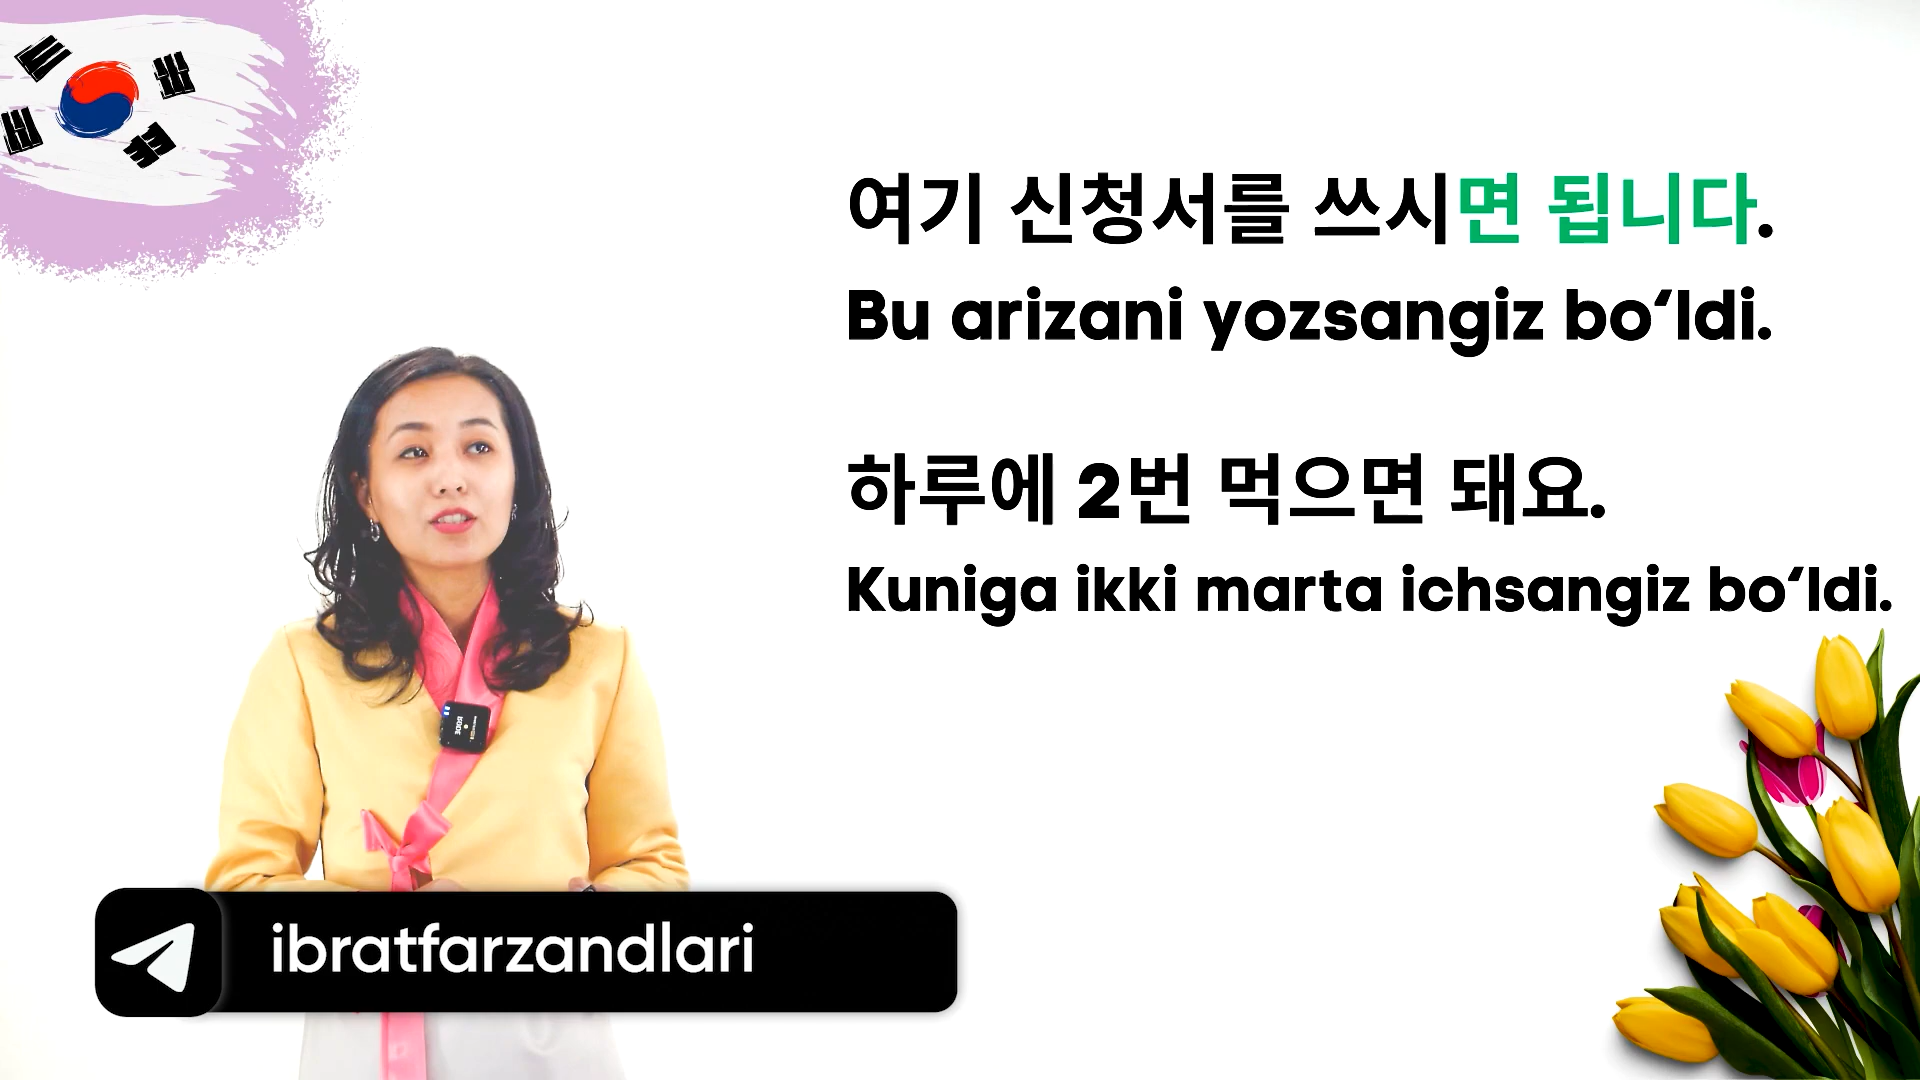 여기 신청서를 쓰시면 됩니다.
Bu arizani yozsangiz bo‘ldi.
하루에 2번 먹으면 돼요.
Kuniga ikki marta ichsangiz bo‘ldi.
RODE
ibratfarzandlari